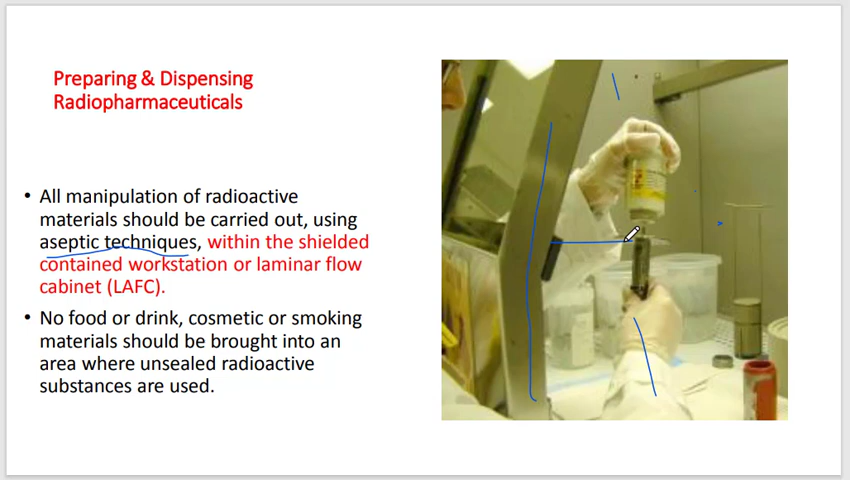 Preparing & Dispensing
Radiopharmaceuticals
• All manipulation of radioactive
materials should be carried out, using
aseptic techniques, within the shielded
contained workstation or laminar flow
cabinet (LAFC).
• No food or drink, cosmetic or smoking
materials should be brought into an
area where unsealed radioactive
substances are used.